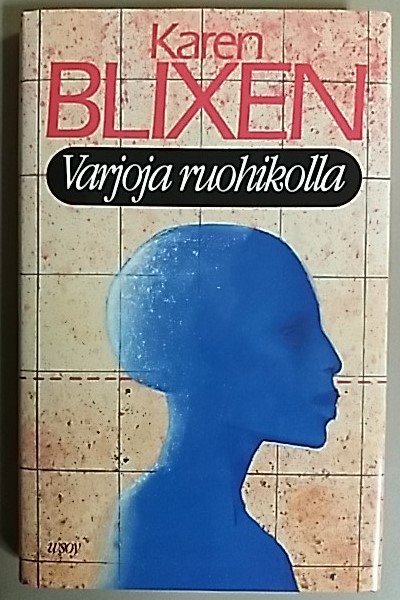 Karen
BLIXEN
Varjoja ruohikolla
wsoy